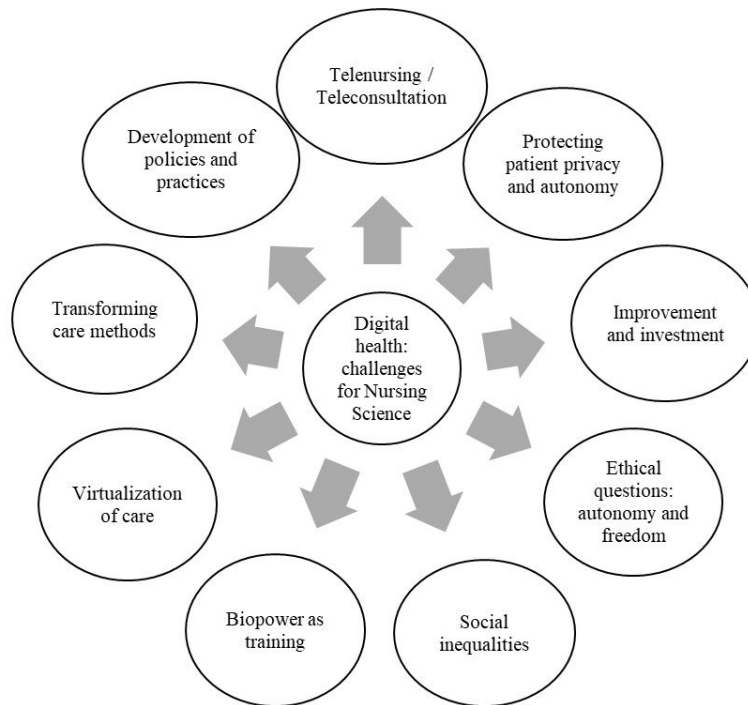 Telenursing /
Teleconsultation
Protecting
patient privacy
and autonomy
Improvement
and investment
Ethical
questions:
autonomy and
freedom
Social
inequalities
Biopower as
training
Virtualization
of care
Transforming
care methods
Development of
policies and
practices
Digital
health:
challenges
for Nursing
Science